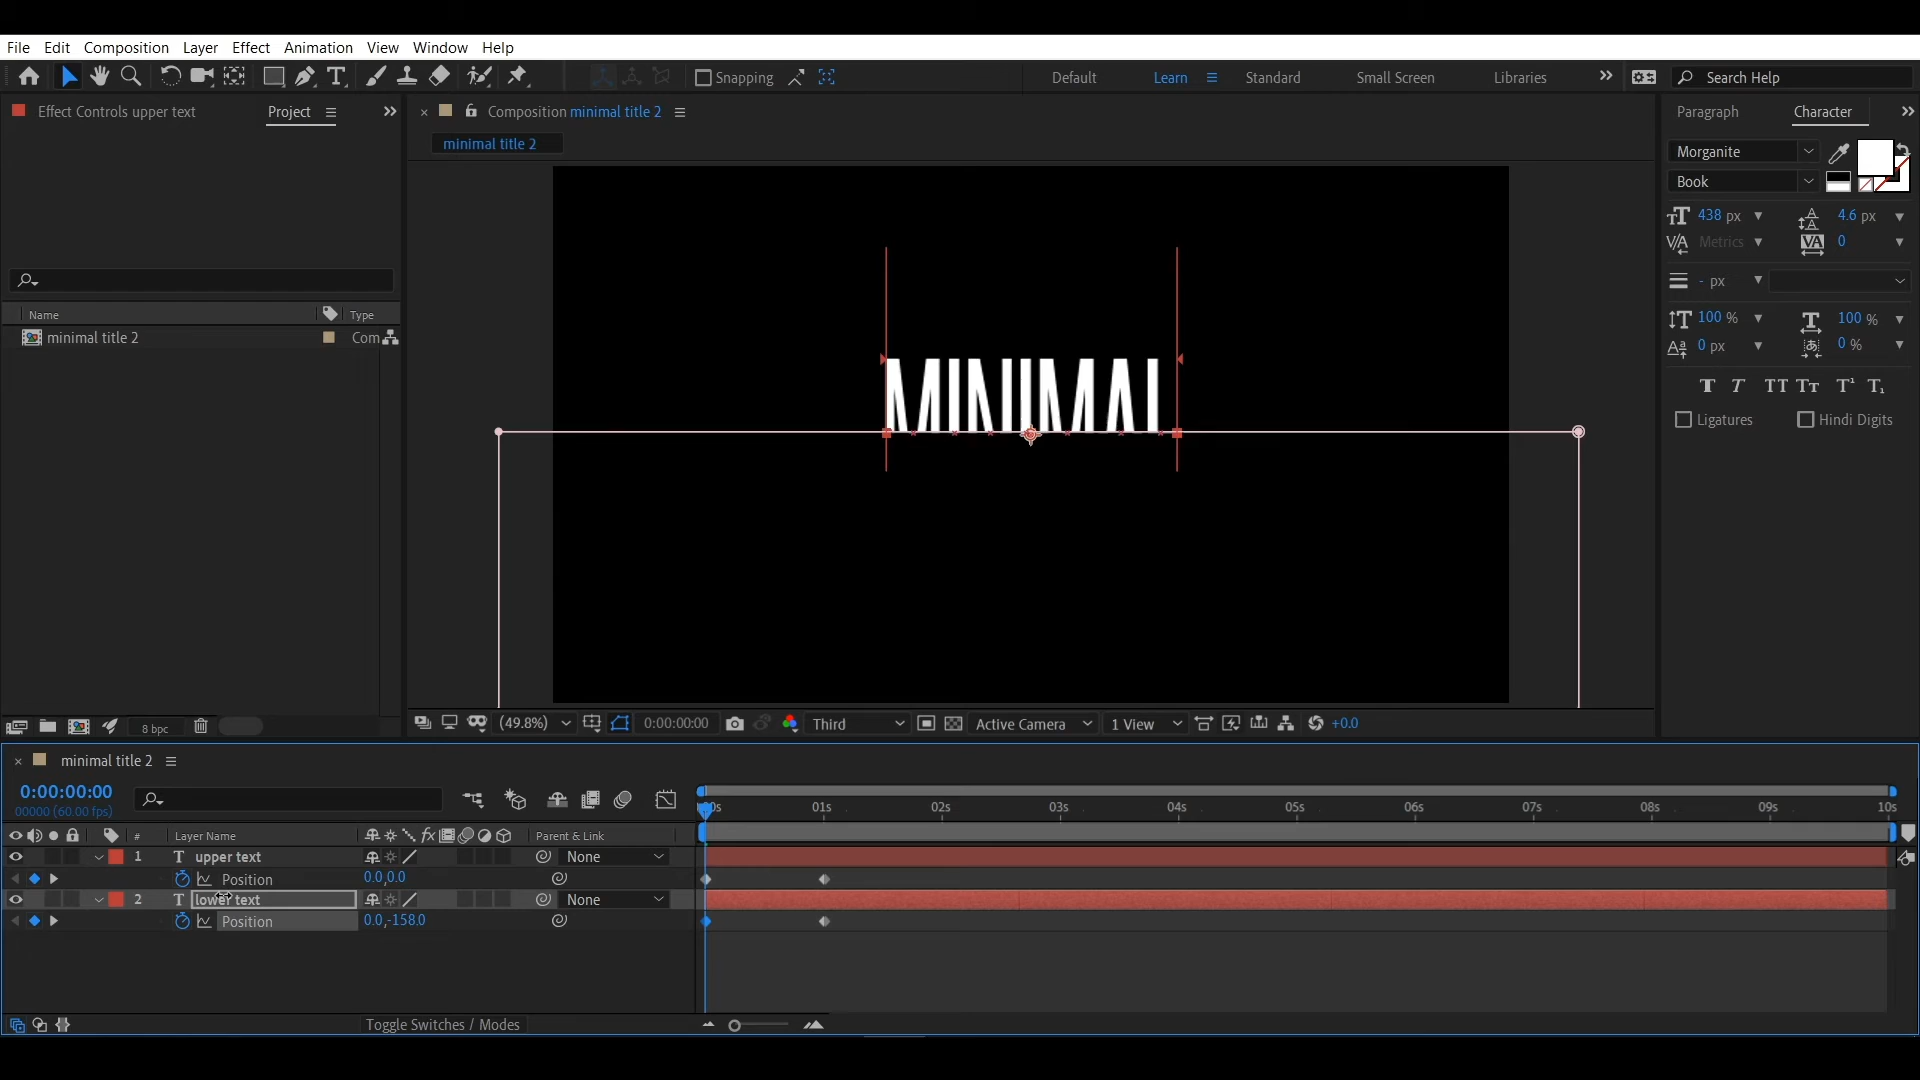 File Edit Composition Layer Effect Animation View Window Help
Snapping Default Learn Standard Small Screen Libraries Search Help
Effect Controls upper text Project
Composition minimal title 2
Paragraph Character
minimal title 2
Morganite
Book
438 px 4.6 px
Metrics 0
- px
100 % 100 %
0 px 0 %
Ligatures Hindi Digits
Name Type
minimal title 2 Com
MINIMAL
8 bpc
(49.8%) 0:00:00:00 Third Active Camera 1 View +0.0
minimal title 2
0:00:00:00
00000 (60.00 fps)
01s 02s 03s 04s 05s 06s 07s 08s 09s 10s
# Layer Name Parent & Link
1 upper text None
Position 0.0,0.0
2 lower text None
Position 0.0,-158.0
Toggle Switches / Modes